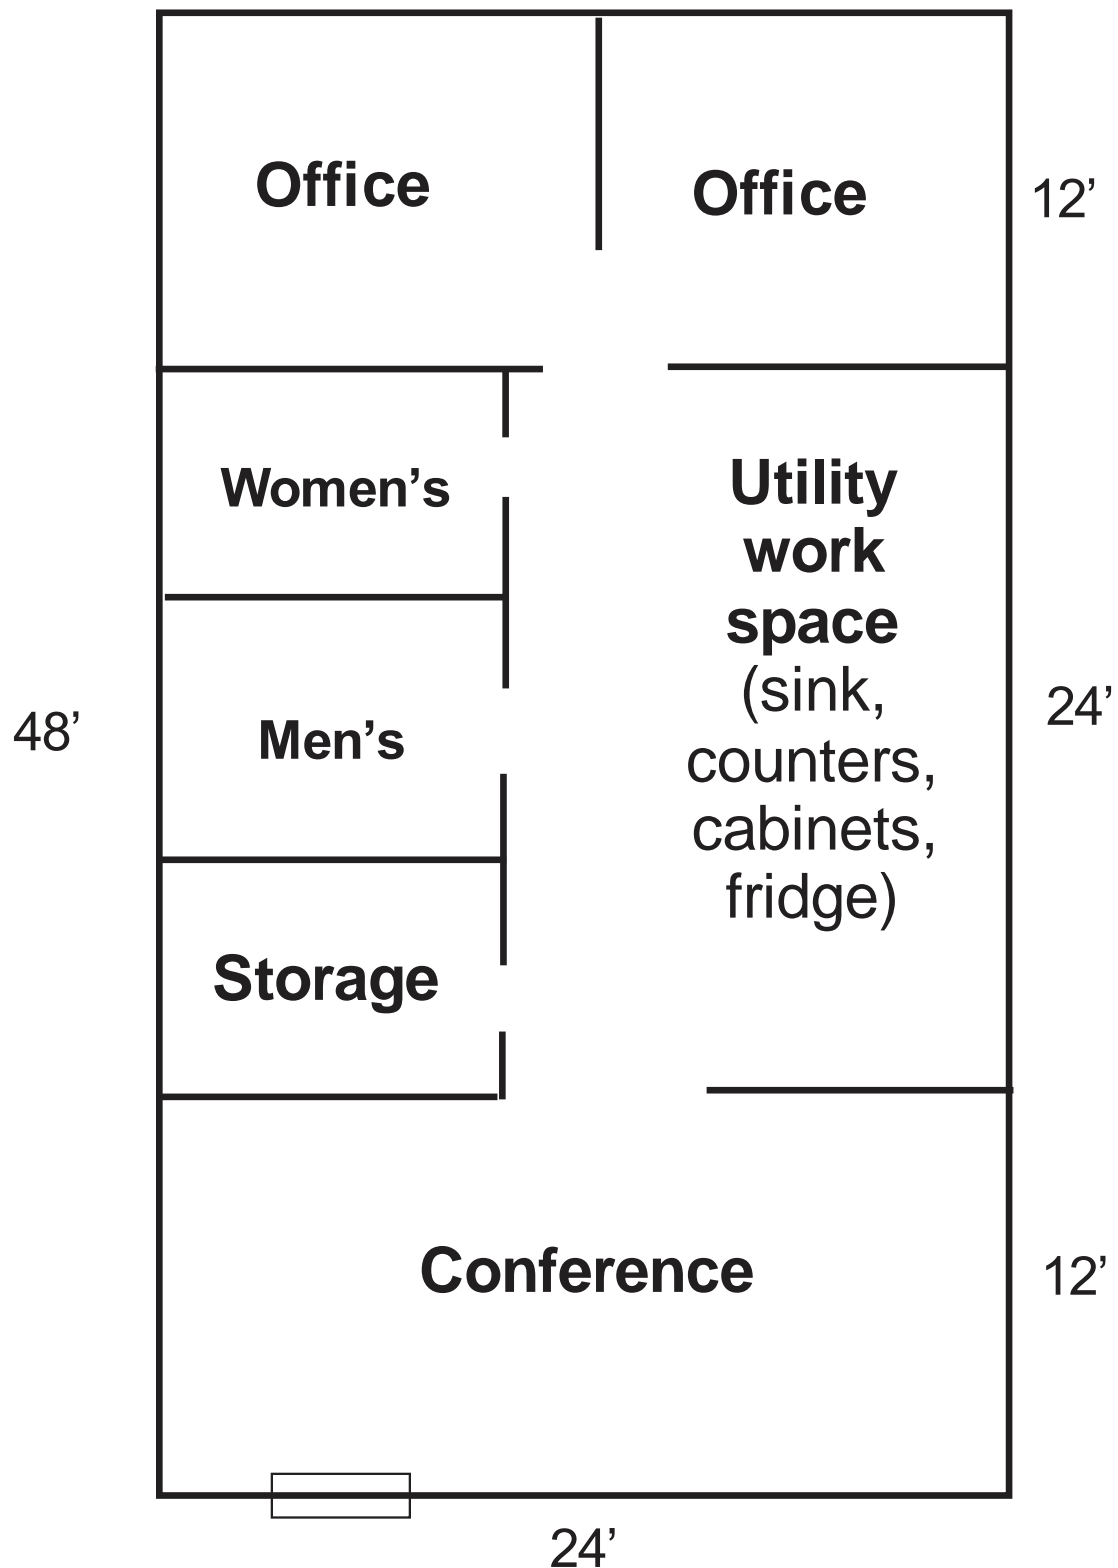 Office
Office
12’
Women’s
Utility
work
space
(sink,
counters,
cabinets,
fridge)
48’
Men’s
24’
Storage
Conference
12’
24’